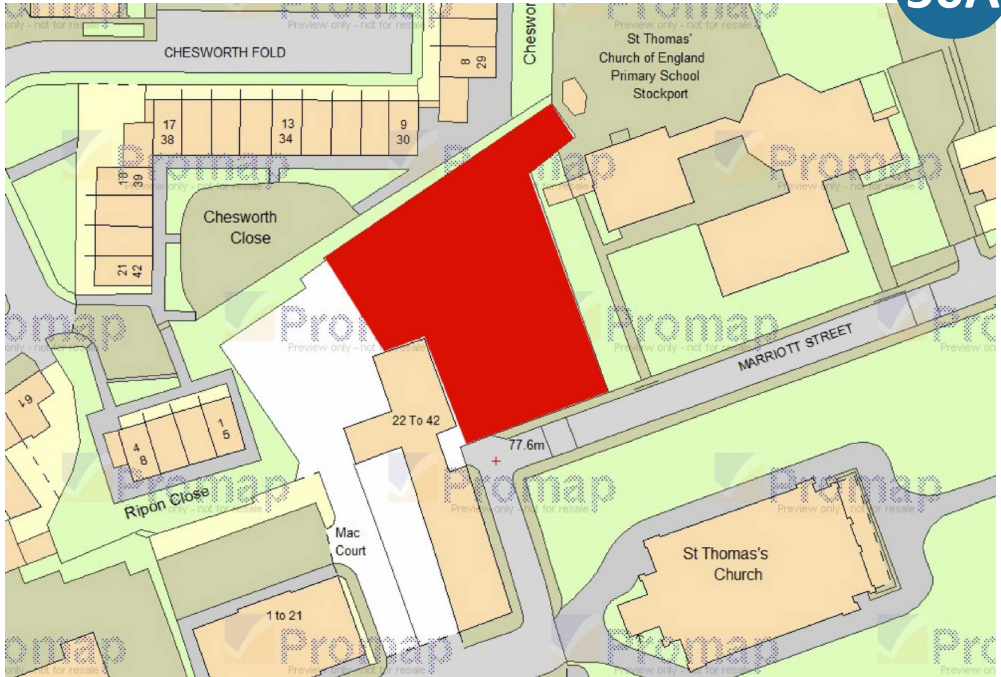 CHESWORTH FOLD
8
29
St Thomas'
Church of England
Primary School
Stockport
17
38
13
34
9
30
18
39
Chesworth
Close
21
42
MARRIOTT STREET
61
22 To 42
77.6m
1
5
4
8
Ripon Close
Mac
Court
St Thomas's
Church
1 to 21
Promap
Preview only - not for resale